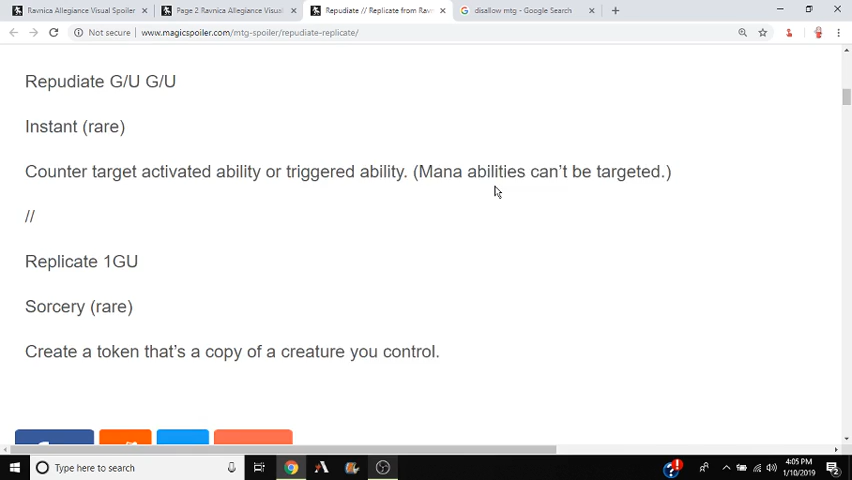 Ravnica Allegiance Visual Spoiler
Page 2 Ravnica Allegiance Visua
Repudiate // Replicate from Rav
disallow mtg - Google Search
Not secure | www.magicspoiler.com/mtg-spoiler/repudiate-replicate/
Repudiate G/U G/U
Instant (rare)
Counter target activated ability or triggered ability. (Mana abilities can’t be targeted.)
//
Replicate 1GU
Sorcery (rare)
Create a token that’s a copy of a creature you control.
Type here to search
4:05 PM
1/10/2019